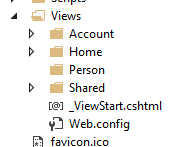 Views
Account
Home
Person
Shared
_ViewStart.cshtml
Web.config
favicon.ico